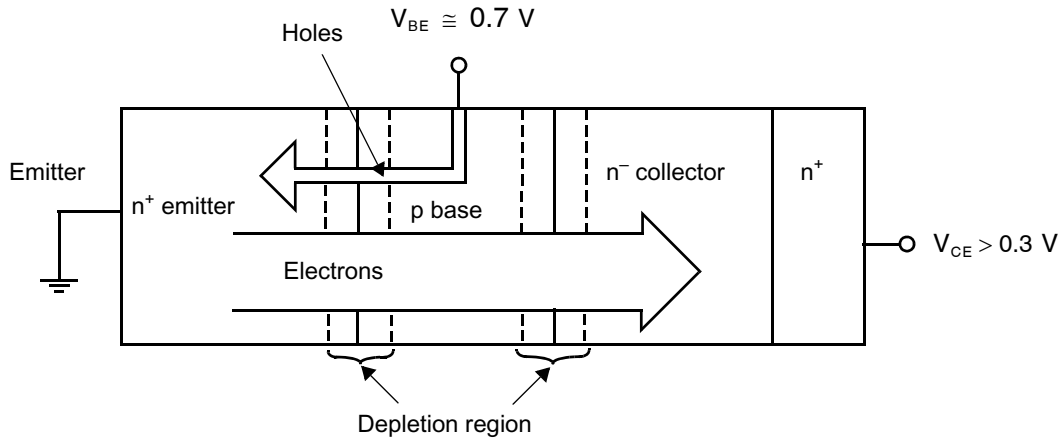 Holes
V_BE ≅ 0.7 V
Emitter
n⁺ emitter
p base
n⁻ collector
n⁺
V_CE > 0.3 V
Electrons
Depletion region